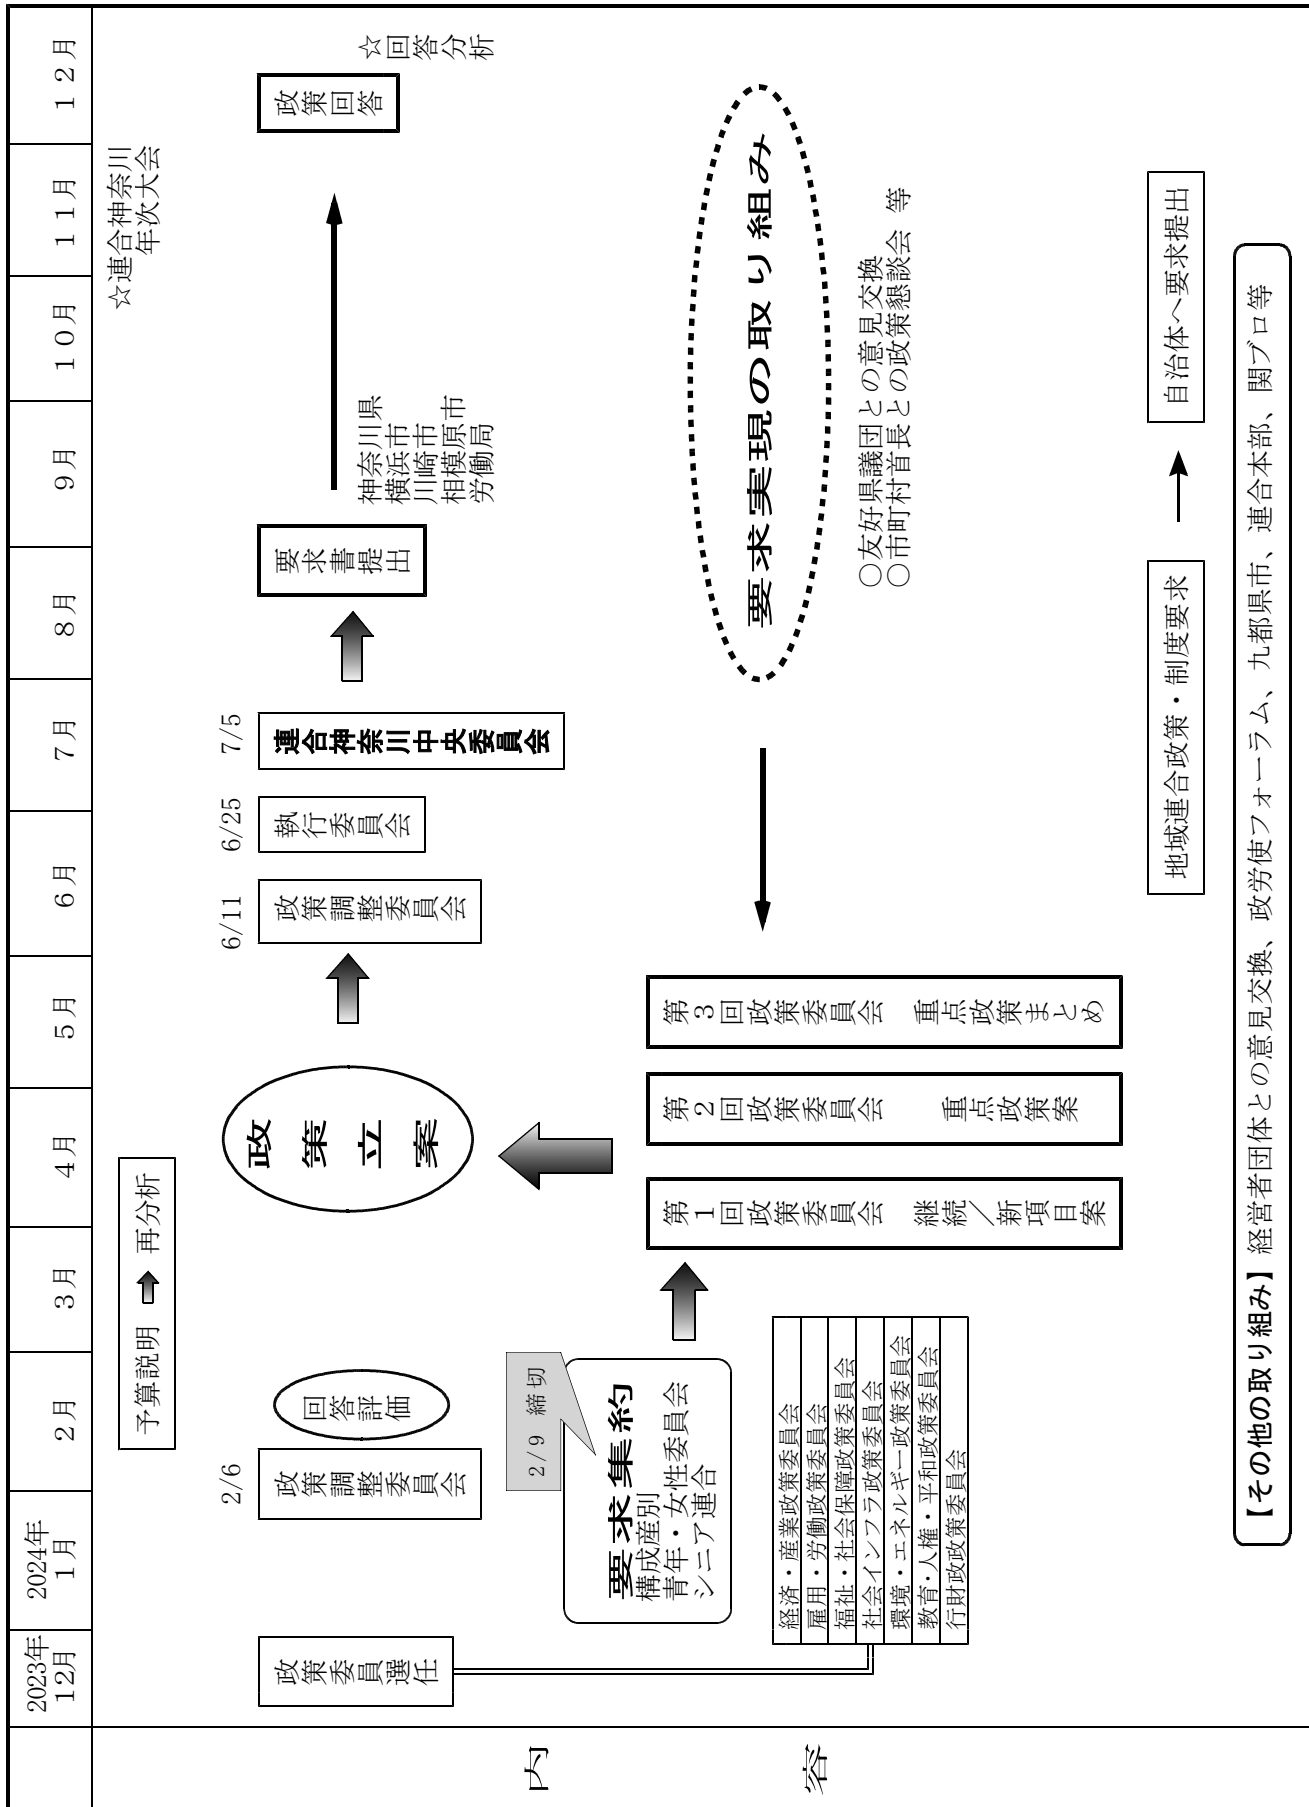 2023年
12月
2024年
1月
2月
3月
4月
5月
6月
7月
8月
9月
10月
11月
12月
内容
☆連合神奈川
年次大会
予算説明
再分析
政策委員選任
2/6
政策調整委員会
回答評価
政策立案
6/11
政策調整委員会
6/25
執行委員会
7/5
連合神奈川中央委員会
要求書提出
神奈川県
横浜市
川崎市
相模原市
労働局
政策回答
☆回答分析
2/9 締切
要求集約
構成産別
青年・女性委員会
シニア連合
経済・産業政策委員会
雇用・労働政策委員会
福祉・社会保障政策委員会
社会インフラ政策委員会
環境・エネルギー政策委員会
教育・人権・平和政策委員会
行財政政策委員会
第1回政策委員会 継続／新項目案
第2回政策委員会 重点政策案
第3回政策委員会 重点政策まとめ
要求実現の取り組み
○友好県議団との意見交換
○市町村首長との政策懇談会 等
地域連合政策・制度要求
自治体へ要求提出
【その他の取り組み】経営者団体との意見交換、政労使フォーラム、九都県市、連合本部、関ブロ等